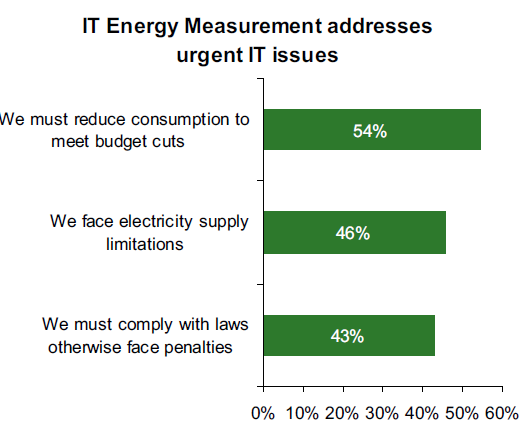 IT Energy Measurement addresses
urgent IT issues
We must reduce consumption to
meet budget cuts
54%
We face electricity supply
limitations
46%
We must comply with laws
otherwise face penalties
43%
0% 10% 20% 30% 40% 50% 60%